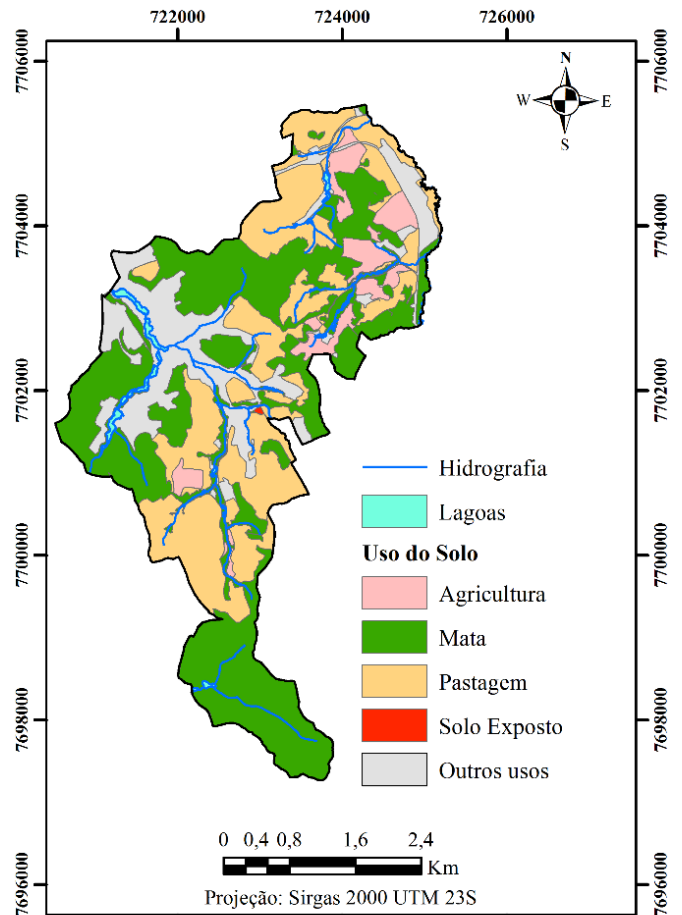 722000 724000 726000
7706000 7706000
N
W E
S
7704000 7704000
7702000 7702000
Hidrografia
Lagoas
7700000 7700000
Uso do Solo
Agricultura
Mata
Pastagem
7698000 7698000
Solo Exposto
Outros usos
0 0,4 0,8 1,6 2,4
Km
7696000 7696000
Projeção: Sirgas 2000 UTM 23S